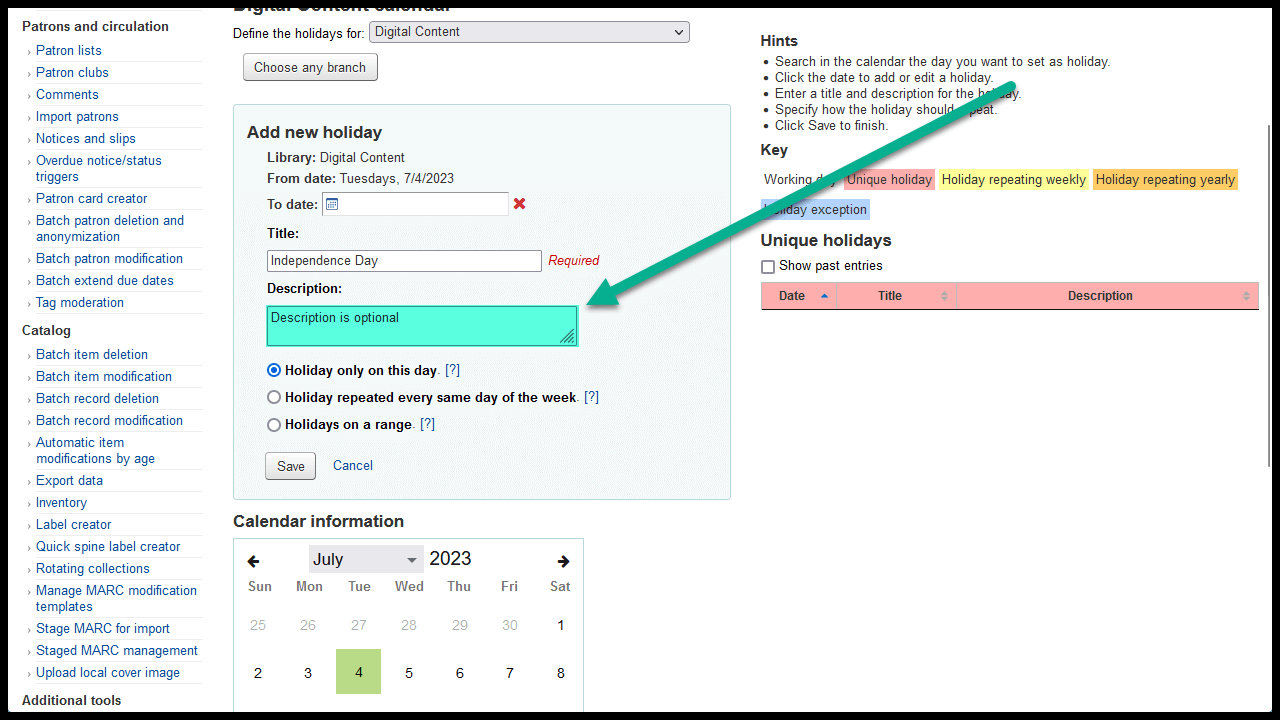 Digital Content calendar
Patrons and circulation
Patron lists
Patron clubs
Comments
Import patrons
Notices and slips
Overdue notice/status
triggers
Patron card creator
Batch patron deletion and
anonymization
Batch patron modification
Batch extend due dates
Tag moderation
Catalog
Batch item deletion
Batch item modification
Batch record deletion
Batch record modification
Automatic item
modifications by age
Export data
Inventory
Label creator
Quick spine label creator
Rotating collections
Manage MARC modification
templates
Stage MARC for import
Staged MARC management
Upload local cover image
Additional tools
Define the holidays for: Digital Content
Choose any branch
Add new holiday
Library: Digital Content
From date: Tuesdays, 7/4/2023
To date:
Title:
Independence Day Required
Description:
Description is optional
Holiday only on this day. [?]
Holiday repeated every same day of the week. [?]
Holidays on a range. [?]
Save Cancel
Calendar information
July 2023
Sun Mon Tue Wed Thu Fri Sat
25 26 27 28 29 30 1
2 3 4 5 6 7 8
Hints
Search in the calendar the day you want to set as holiday.
Click the date to add or edit a holiday.
Enter a title and description for the holiday.
Specify how the holiday should repeat.
Click Save to finish.
Key
Working day Unique holiday Holiday repeating weekly Holiday repeating yearly
Holiday exception
Unique holidays
Show past entries
Date Title Description